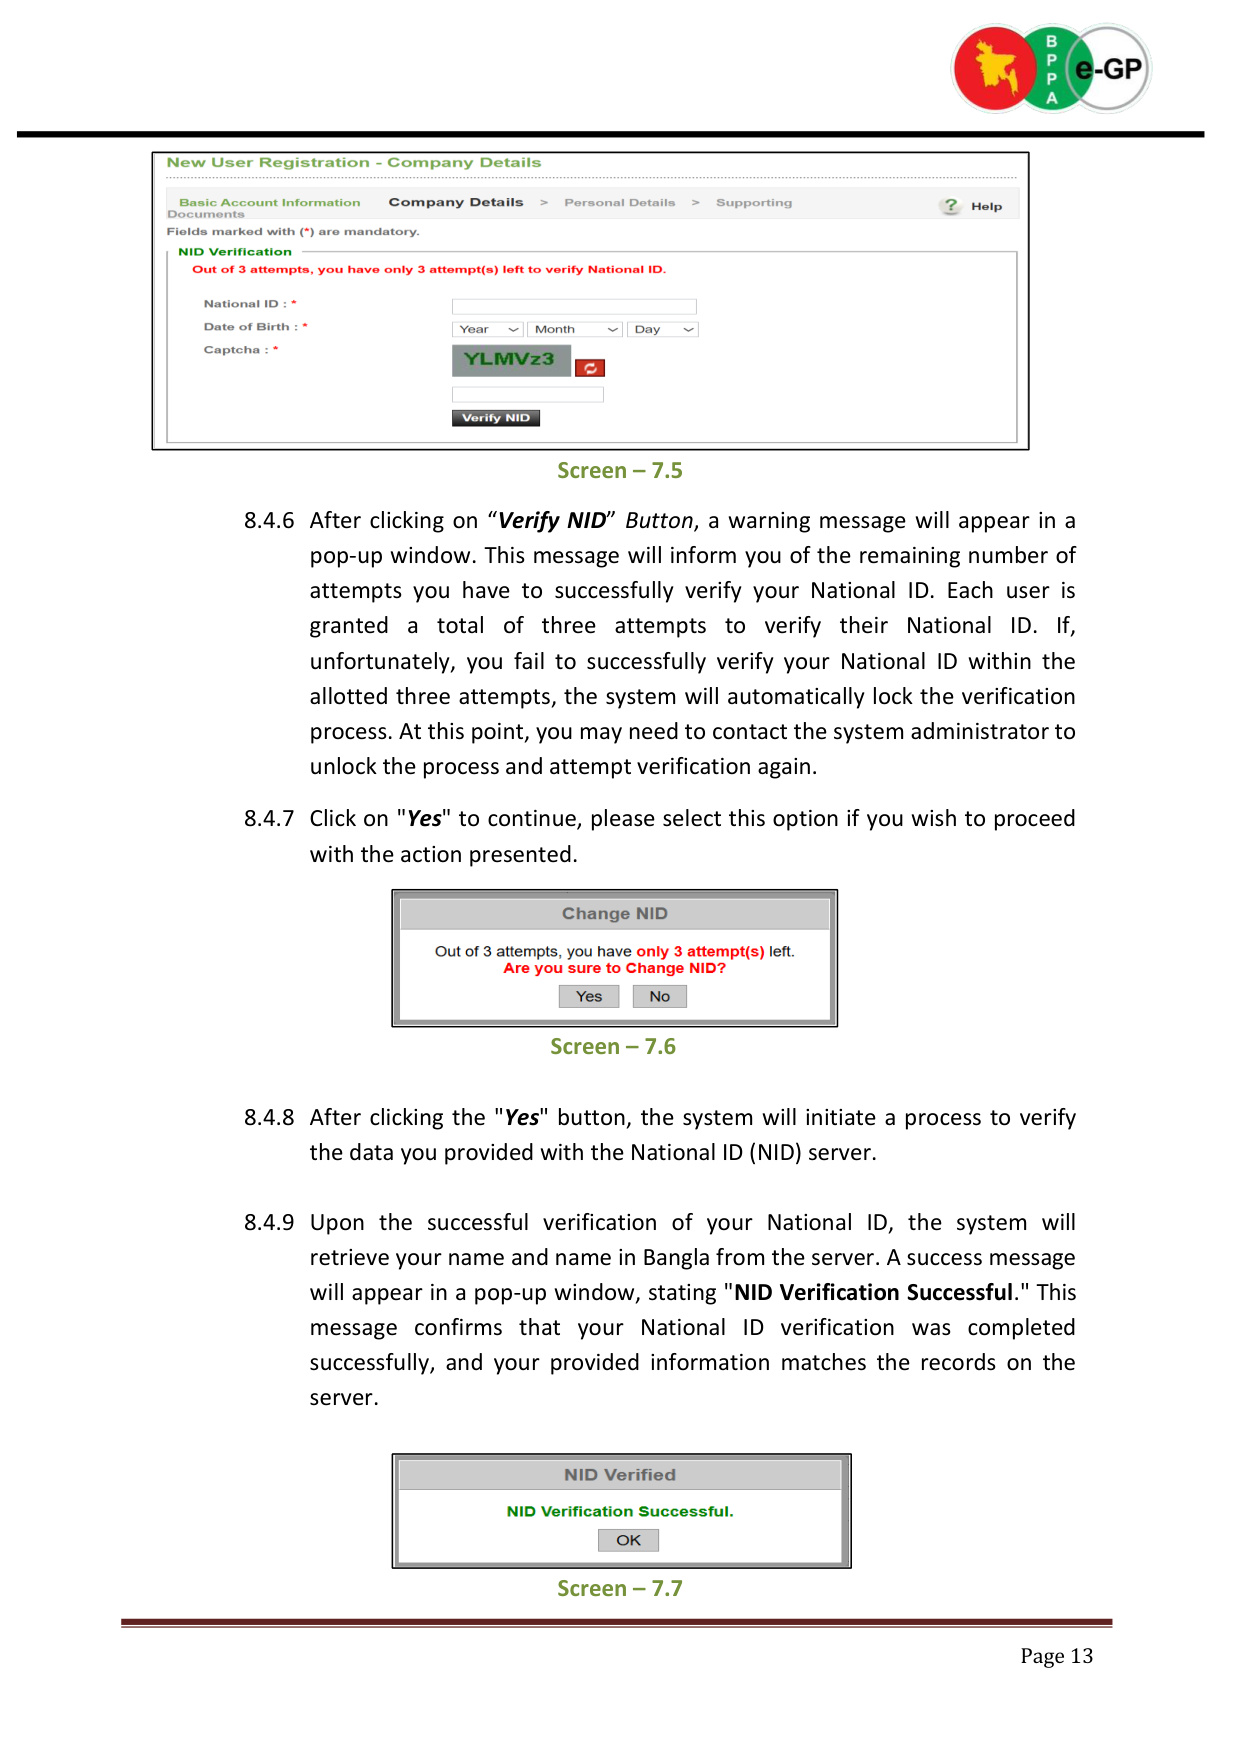 B
P
P
A
e-GP
New User Registration - Company Details
Basic Account Information Company Details > Personal Details > Supporting
Documents
? Help
Fields marked with (*) are mandatory.
NID Verification
Out of 3 attempts, you have only 3 attempt(s) left to verify National ID.
National ID : *
Date of Birth : *
Year Month Day
Captcha : *
YLMVz3
Verify NID
Screen – 7.5
8.4.6 After clicking on “Verify NID” Button, a warning message will appear in a
pop-up window. This message will inform you of the remaining number of
attempts you have to successfully verify your National ID. Each user is
granted a total of three attempts to verify their National ID. If,
unfortunately, you fail to successfully verify your National ID within the
allotted three attempts, the system will automatically lock the verification
process. At this point, you may need to contact the system administrator to
unlock the process and attempt verification again.
8.4.7 Click on "Yes" to continue, please select this option if you wish to proceed
with the action presented.
Change NID
Out of 3 attempts, you have only 3 attempt(s) left.
Are you sure to Change NID?
Yes No
Screen – 7.6
8.4.8 After clicking the "Yes" button, the system will initiate a process to verify
the data you provided with the National ID (NID) server.
8.4.9 Upon the successful verification of your National ID, the system will
retrieve your name and name in Bangla from the server. A success message
will appear in a pop-up window, stating "NID Verification Successful." This
message confirms that your National ID verification was completed
successfully, and your provided information matches the records on the
server.
NID Verified
NID Verification Successful.
OK
Screen – 7.7
Page 13